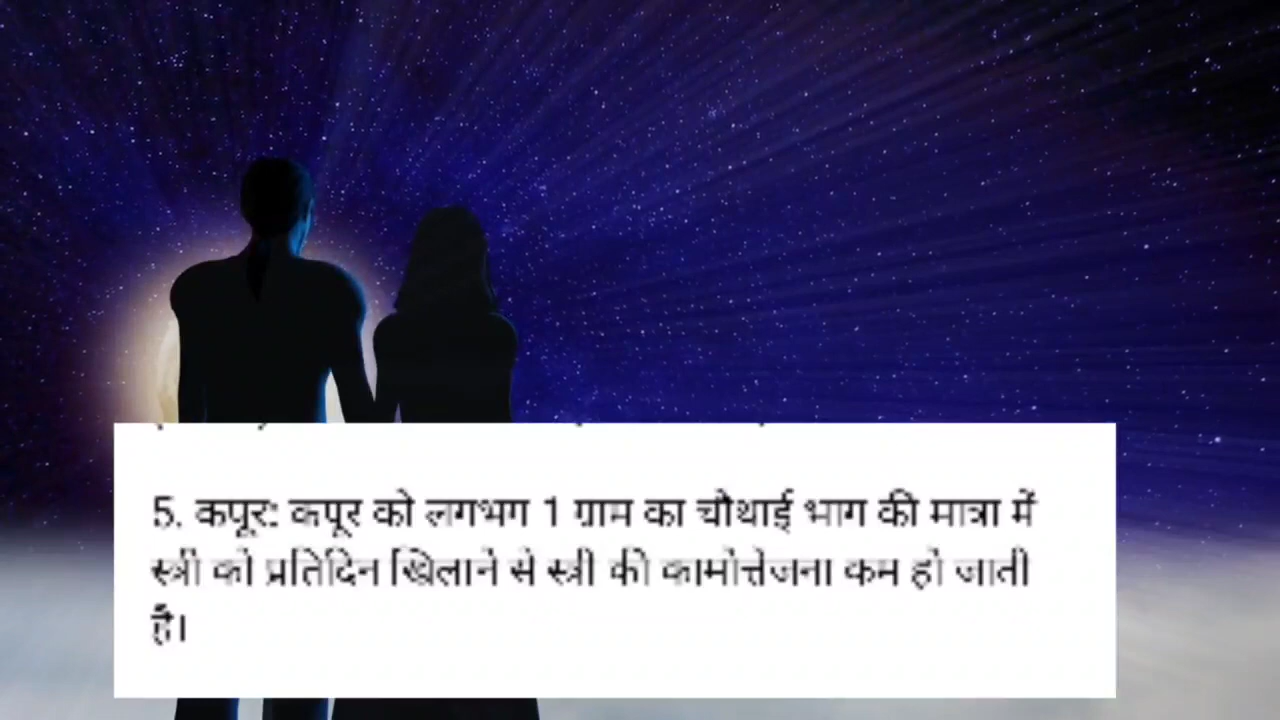 5. कपूर: कपूर को लगभग 1 ग्राम का चौथाई भाग की मात्रा में
स्त्री को प्रतिदिन खिलाने से स्त्री की कामोत्तेजना कम हो जाती
है।